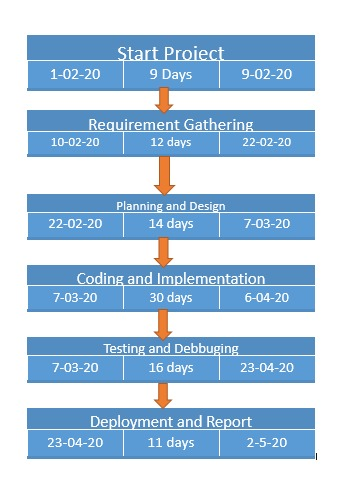 Start Project
1-02-20 9 Days 9-02-20
Requirement Gathering
10-02-20 12 days 22-02-20
Planning and Design
22-02-20 14 days 7-03-20
Coding and Implementation
7-03-20 30 days 6-04-20
Testing and Debbuging
7-03-20 16 days 23-04-20
Deployment and Report
23-04-20 11 days 2-5-20